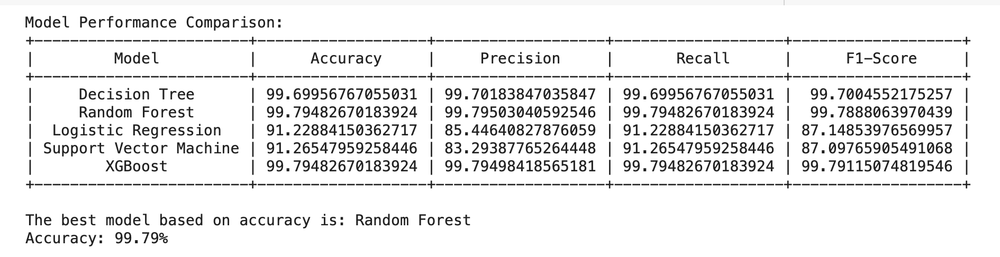 Model Performance Comparison:
+------------------------+-------------------+-------------------+-------------------+-------------------+
|         Model          |      Accuracy     |     Precision     |       Recall      |      F1-Score     |
+------------------------+-------------------+-------------------+-------------------+-------------------+
|     Decision Tree      | 99.69956767055031 | 99.70183847035847 | 99.69956767055031 |  99.7004552175257 |
|     Random Forest      | 99.79482670183924 | 99.79503040592546 | 99.79482670183924 |  99.7888063970439 |
|  Logistic Regression   | 91.22884150362717 | 85.44640827876059 | 91.22884150362717 | 87.14853976569957 |
| Support Vector Machine | 91.26547959258446 | 83.29387765264448 | 91.26547959258446 | 87.09765905491068 |
|        XGBoost         | 99.79482670183924 | 99.79498418565181 | 99.79482670183924 | 99.79115074819546 |
+------------------------+-------------------+-------------------+-------------------+-------------------+
The best model based on accuracy is: Random Forest
Accuracy: 99.79%